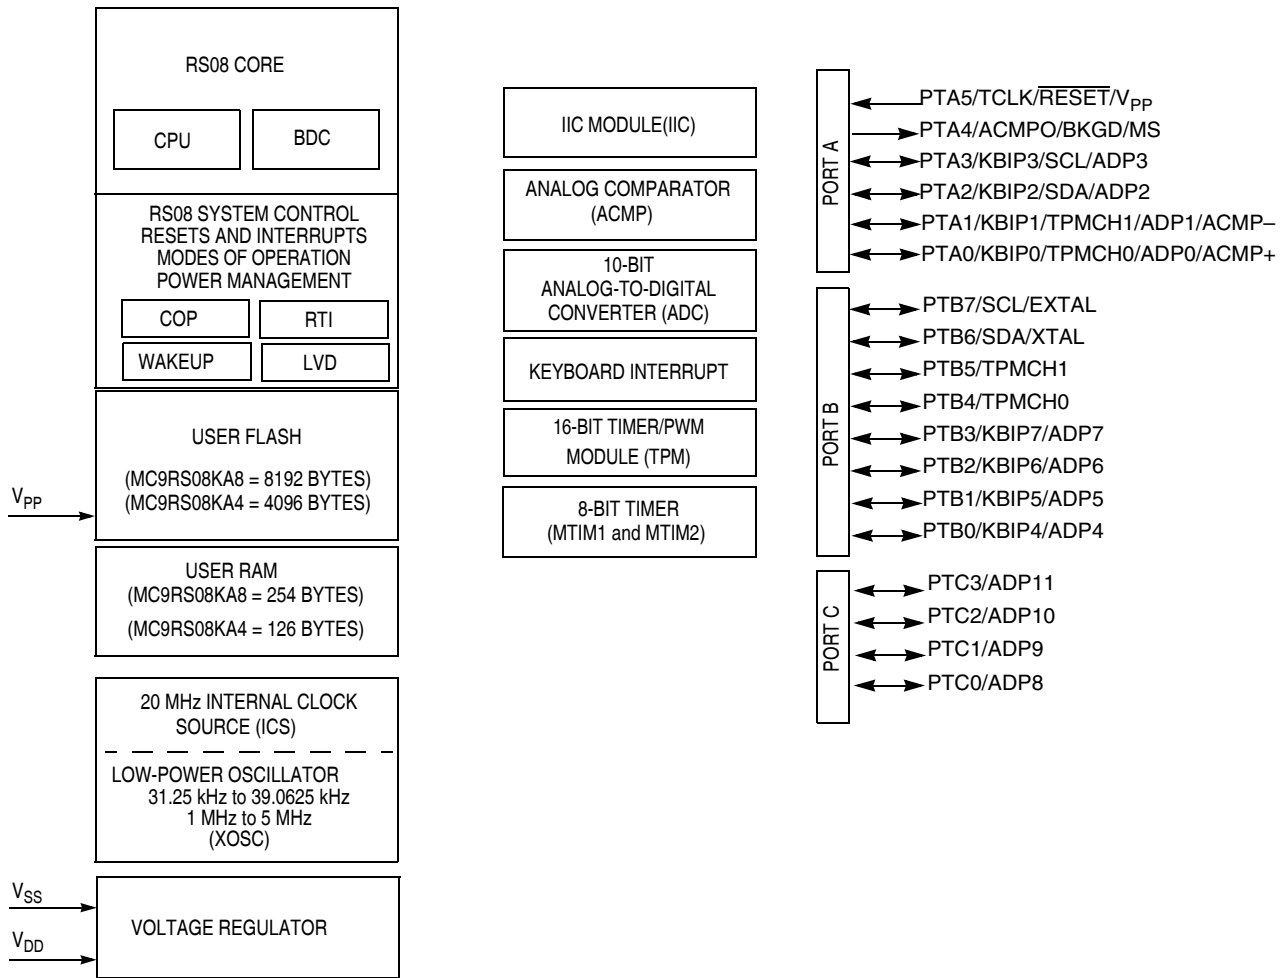 RS08 CORE
CPU
BDC
RS08 SYSTEM CONTROL
RESETS AND INTERRUPTS
MODES OF OPERATION
POWER MANAGEMENT
COP
RTI
WAKEUP
LVD
USER FLASH
(MC9RS08KA8 = 8192 BYTES)
(MC9RS08KA4 = 4096 BYTES)
VPP
USER RAM
(MC9RS08KA8 = 254 BYTES)
(MC9RS08KA4 = 126 BYTES)
20 MHz INTERNAL CLOCK
SOURCE (ICS)
LOW-POWER OSCILLATOR
31.25 kHz to 39.0625 kHz
1 MHz to 5 MHz
(XOSC)
VSS
VDD
VOLTAGE REGULATOR
IIC MODULE(IIC)
ANALOG COMPARATOR
(ACMP)
10-BIT
ANALOG-TO-DIGITAL
CONVERTER (ADC)
KEYBOARD INTERRUPT
16-BIT TIMER/PWM
MODULE (TPM)
8-BIT TIMER
(MTIM1 and MTIM2)
PORT A
PTA5/TCLK/RESET/VPP
PTA4/ACMPO/BKGD/MS
PTA3/KBIP3/SCL/ADP3
PTA2/KBIP2/SDA/ADP2
PTA1/KBIP1/TPMCH1/ADP1/ACMP–
PTA0/KBIP0/TPMCH0/ADP0/ACMP+
PORT B
PTB7/SCL/EXTAL
PTB6/SDA/XTAL
PTB5/TPMCH1
PTB4/TPMCH0
PTB3/KBIP7/ADP7
PTB2/KBIP6/ADP6
PTB1/KBIP5/ADP5
PTB0/KBIP4/ADP4
PORT C
PTC3/ADP11
PTC2/ADP10
PTC1/ADP9
PTC0/ADP8